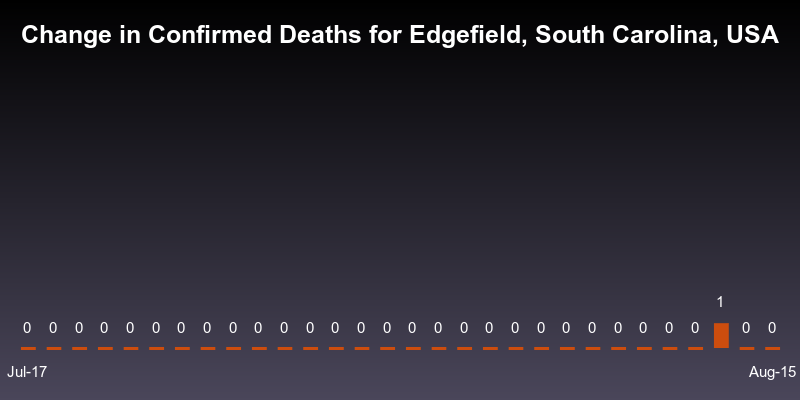 Change in Confirmed Deaths for Edgefield, South Carolina, USA
1
0 0 0 0 0 0 0 0 0 0 0 0 0 0 0 0 0 0 0 0 0 0 0 0 0 0 0 0 0
Jul-17 Aug-15